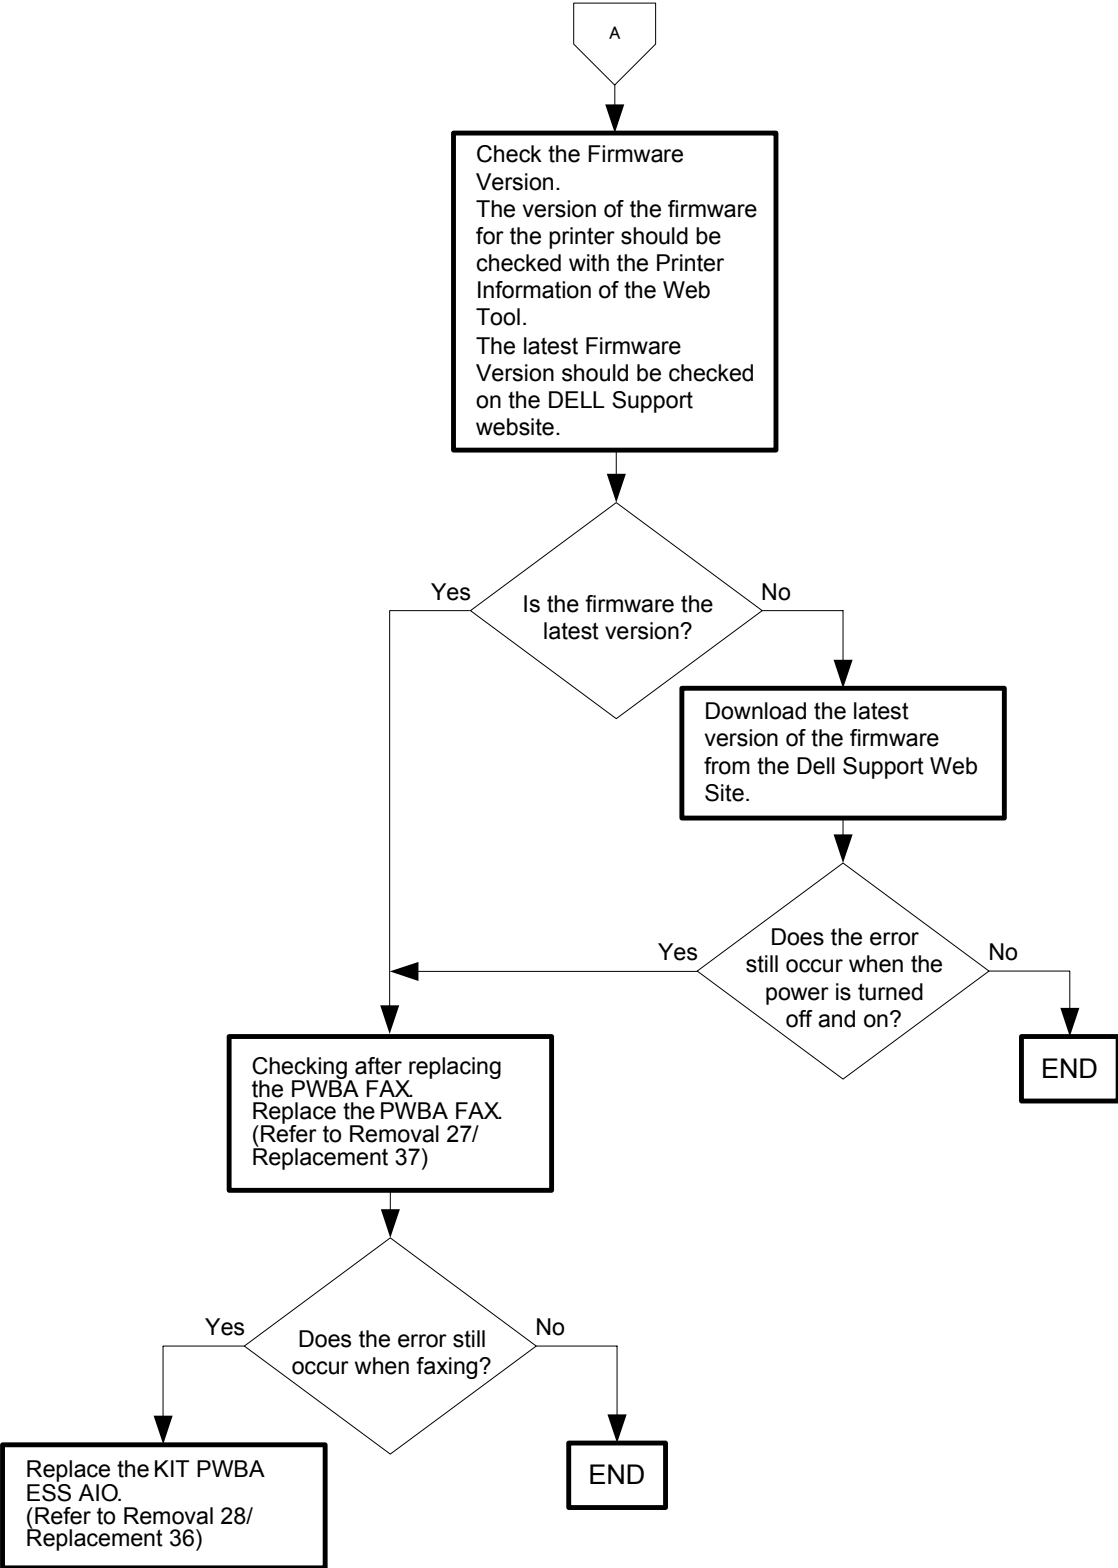 A
Check the Firmware
Version.
The version of the firmware
for the printer should be
checked with the Printer
Information of the Web
Tool.
The latest Firmware
Version should be checked
on the DELL Support
website.
Yes
No
Is the firmware the
latest version?
Download the latest
version of the firmware
from the Dell Support Web
Site.
Yes
No
Does the error
still occur when the
power is turned
off and on?
END
Checking after replacing
the PWBA FAX.
Replace the PWBA FAX.
(Refer to Removal 27/
Replacement 37)
Yes
No
Does the error still
occur when faxing?
END
Replace the KIT PWBA
ESS AIO.
(Refer to Removal 28/
Replacement 36)